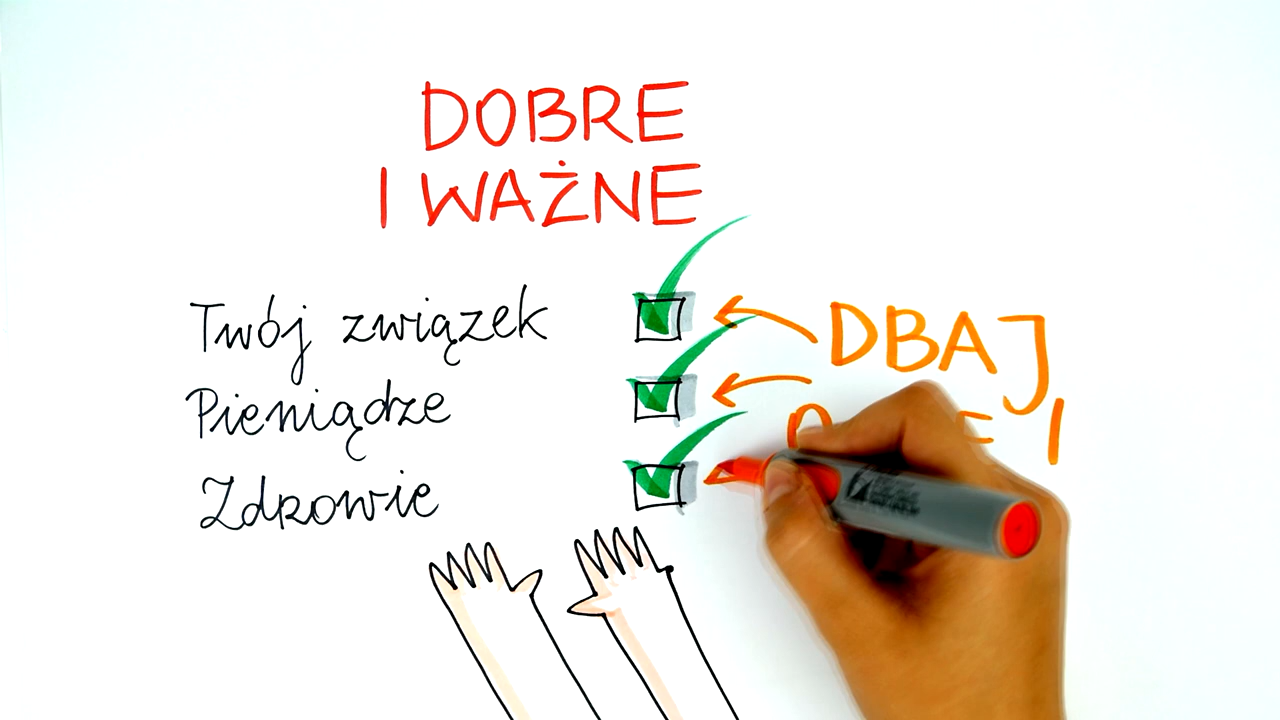 DOBRE
I WAŻNE
Twój związek
DBAJ
Pieniądze
Zdrowie